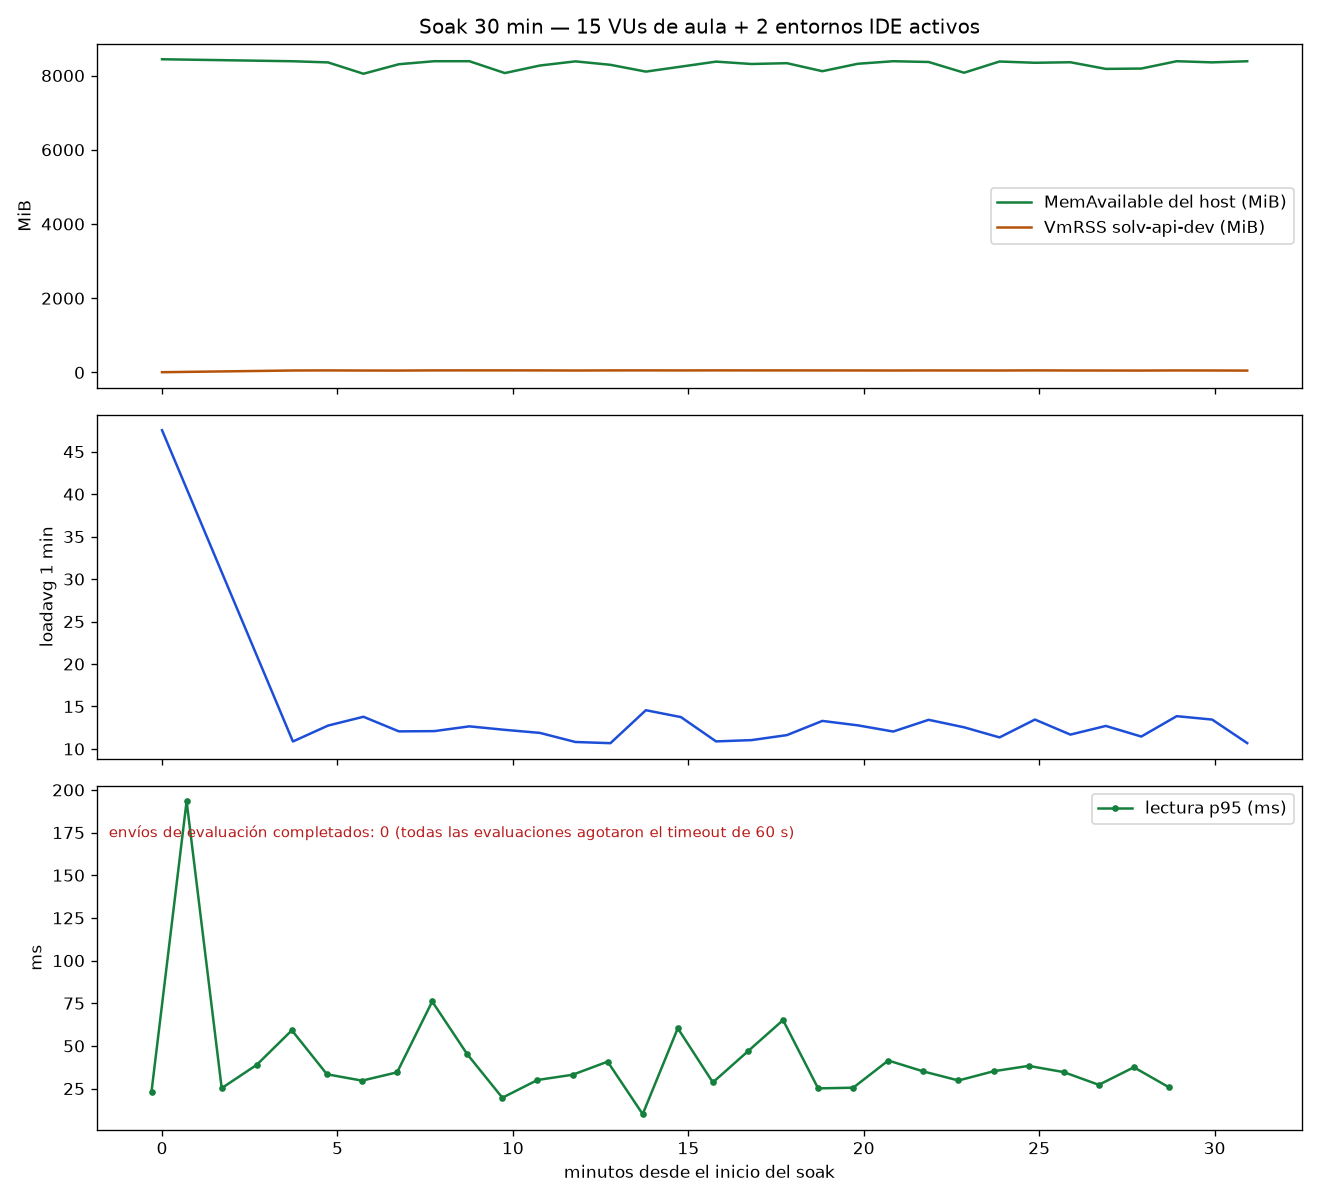 Soak 30 min — 15 VUs de aula + 2 entornos IDE activos
8000
6000
4000
2000
0
MiB
MemAvailable del host (MiB)
VmRSS solv-api-dev (MiB)
45
40
35
30
25
20
15
10
loadavg 1 min
200
175
150
125
100
75
50
25
ms
lectura p95 (ms)
envíos de evaluación completados: 0 (todas las evaluaciones agotaron el timeout de 60 s)
0 5 10 15 20 25 30
minutos desde el inicio del soak